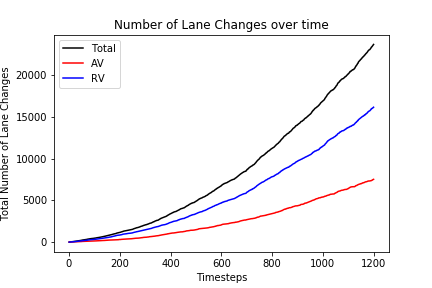 Number of Lane Changes over time
Total
AV
RV
Total Number of Lane Changes
20000
15000
10000
5000
0
0 200 400 600 800 1000 1200
Timesteps